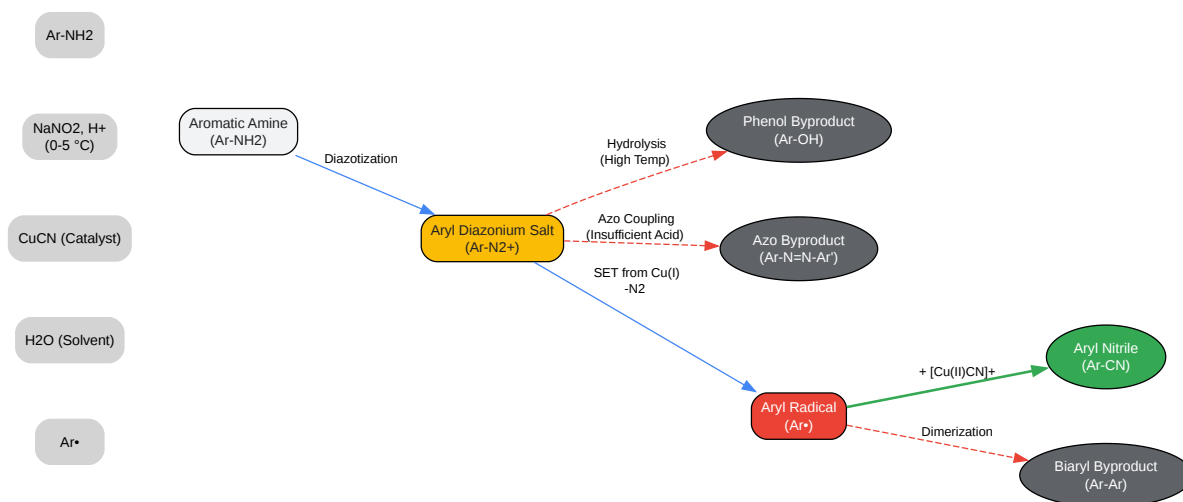 Ar-NH2
NaNO2, H+
(0-5 °C)
CuCN (Catalyst)
H2O (Solvent)
Ar•
Aromatic Amine
(Ar-NH2)
Diazotization
Aryl Diazonium Salt
(Ar-N2+)
Hydrolysis
(High Temp)
Phenol Byproduct
(Ar-OH)
Azo Coupling
(Insufficient Acid)
Azo Byproduct
(Ar-N=N-Ar')
SET from Cu(I)
-N2
Aryl Radical
(Ar•)
+ [Cu(II)CN]+
Aryl Nitrile
(Ar-CN)
Dimerization
Biaryl Byproduct
(Ar-Ar)